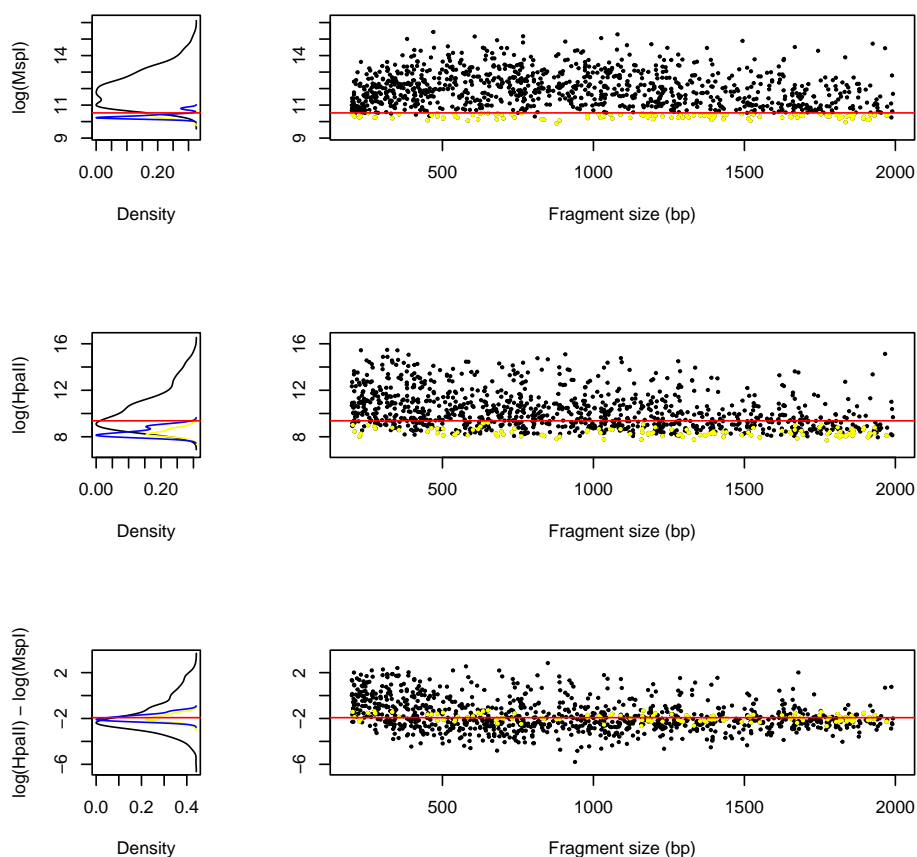 log(MspI)
9 11 14
0.00 0.20
Density
500 1000 1500 2000
Fragment size (bp)
log(HpaII)
8 12 16
0.00 0.20
Density
8 12 16
500 1000 1500 2000
Fragment size (bp)
log(HpaII) − log(MspI)
−6 −2 2
0.0 0.2 0.4
Density
−6 −2 2
500 1000 1500 2000
Fragment size (bp)
9 11 14